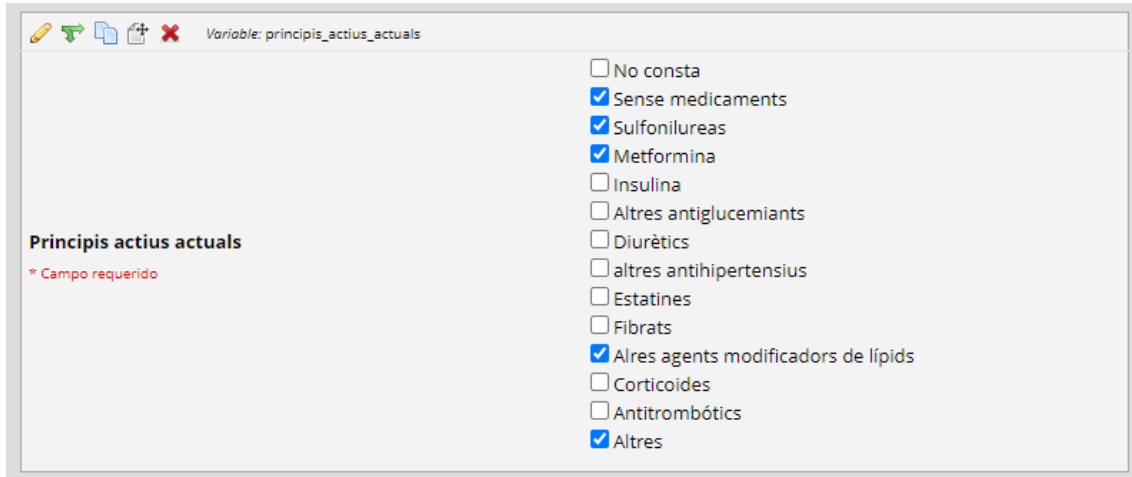 Variable: principis_actius_actuals
No consta
Sense medicaments
Sulfonilureas
Metformina
Insulina
Altres antiglucemiants
Principis actius actuals
Diurètics
* Campo requerido
altres antihipertensius
Estatines
Fibrats
Alres agents modificadors de lípids
Corticoides
Antitrombótics
Altres